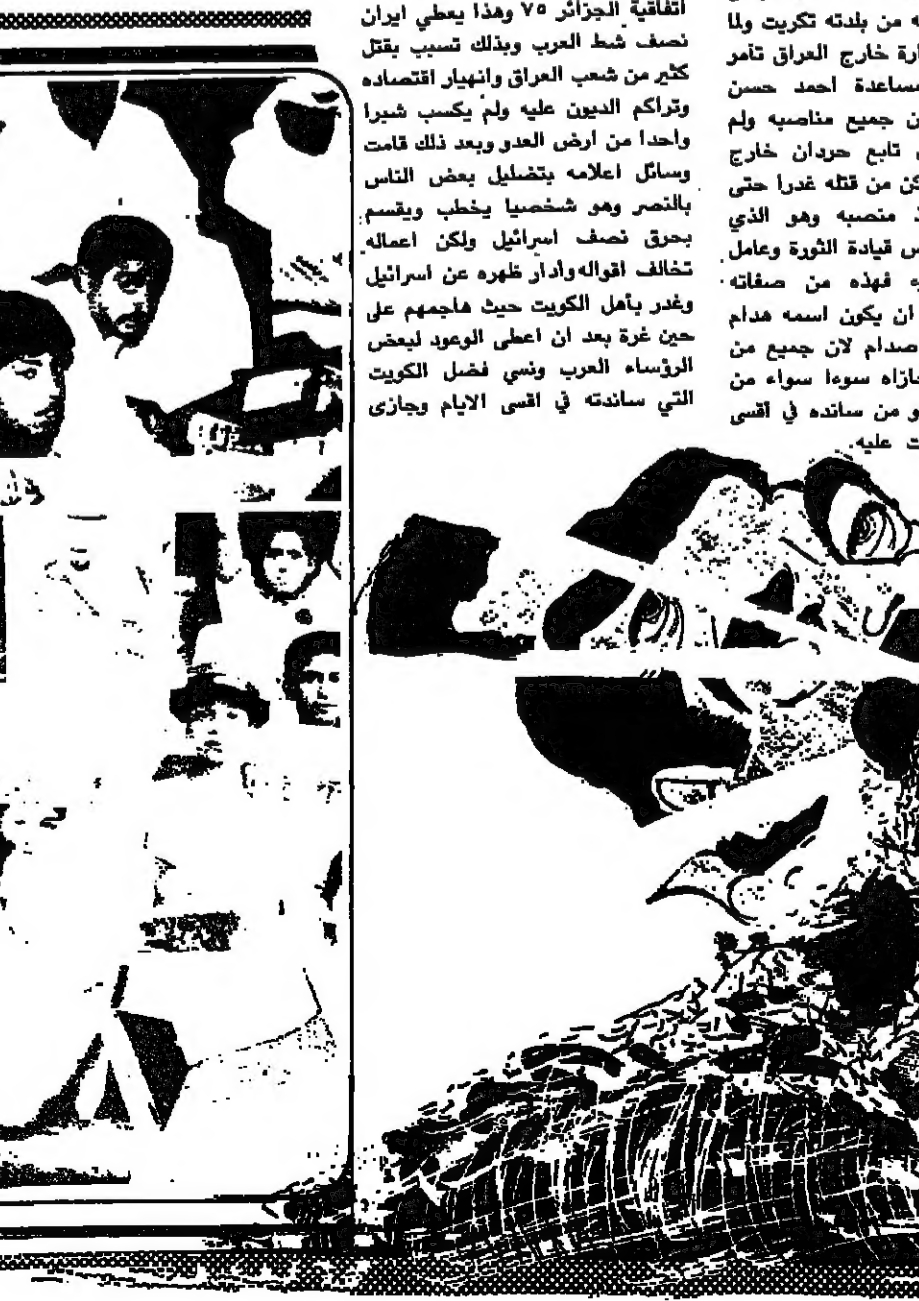 من بلدته تكريت ولما
ارة خارج العراق تأمر
مساعدة احمد حسن
ن جميع مناصبه ولم
تابع حردان خارج
كن من قتله غدرا حتى
منصبه وهو الذي
س قيادة الثورة وعامل
ه فهذه من صفاته
ان يكون اسمه هدام
صدام لان جميع من
جازاه سوءا سواء من
و من سانده في اقسى
ت عليه.
اتفاقية الجزائر ٧٥ وهذا يعطي ايران
نصف شط العرب وبذلك تسبب بقتل
كثير من شعب العراق وانهيار اقتصاده
وتراكم الديون عليه ولم يكسب شبرا
واحدا من ارض العدو وبعد ذلك قامت
وسائل اعلامه بتضليل بعض الناس
بالنصر وهو شخصيا يخطب ويقسم
بحرق نصف اسرائيل ولكن اعماله
تخالف اقواله وأدار ظهره عن اسرائيل
وغدر بأهل الكويت حيث هاجمهم على
حين غرة بعد ان اعطى الوعود لبعض
الرؤساء العرب ونسي فضل الكويت
التي ساندته في اقسى الايام وجازى